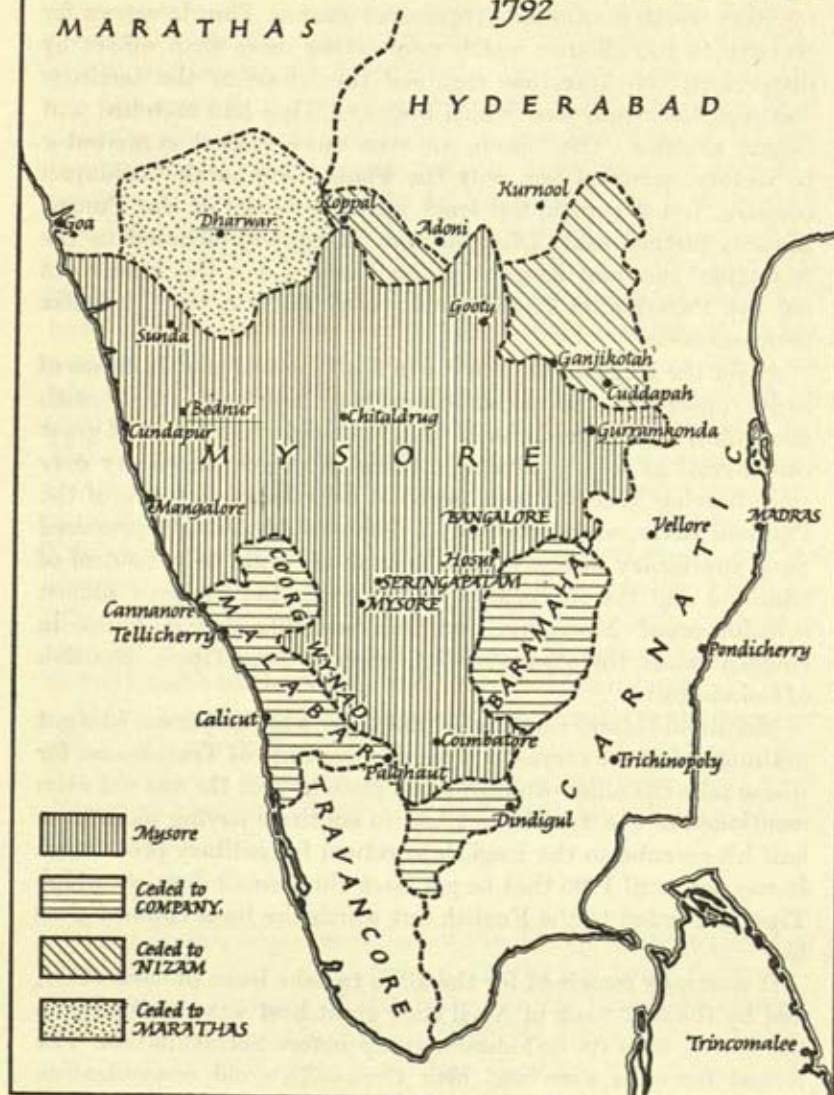 1792
MARATHAS
HYDERABAD
Kurnool
Koppal
Goa
Dharwar
Adoni
Gooty
Sunda
Ganjikotah
Cuddapah
Bednur
Chitaldrug
Gurramkonda
Cundapur
MYSORE
Mangalore
BANGALORE
Vellore
MADRAS
Hosur
COORG
SERINGAPATAM
BARAMAHAL
Cannanore
MYSORE
MALABAR
Tellicherry
WYNAD
CARNATIC
Pondicherry
Calicut
Coimbatore
Palghaut
Trichinopoly
Dindigul
TRAVANCORE
Mysore
Ceded to
COMPANY.
Ceded to
NIZAM
Ceded to
MARATHAS
Trincomalee